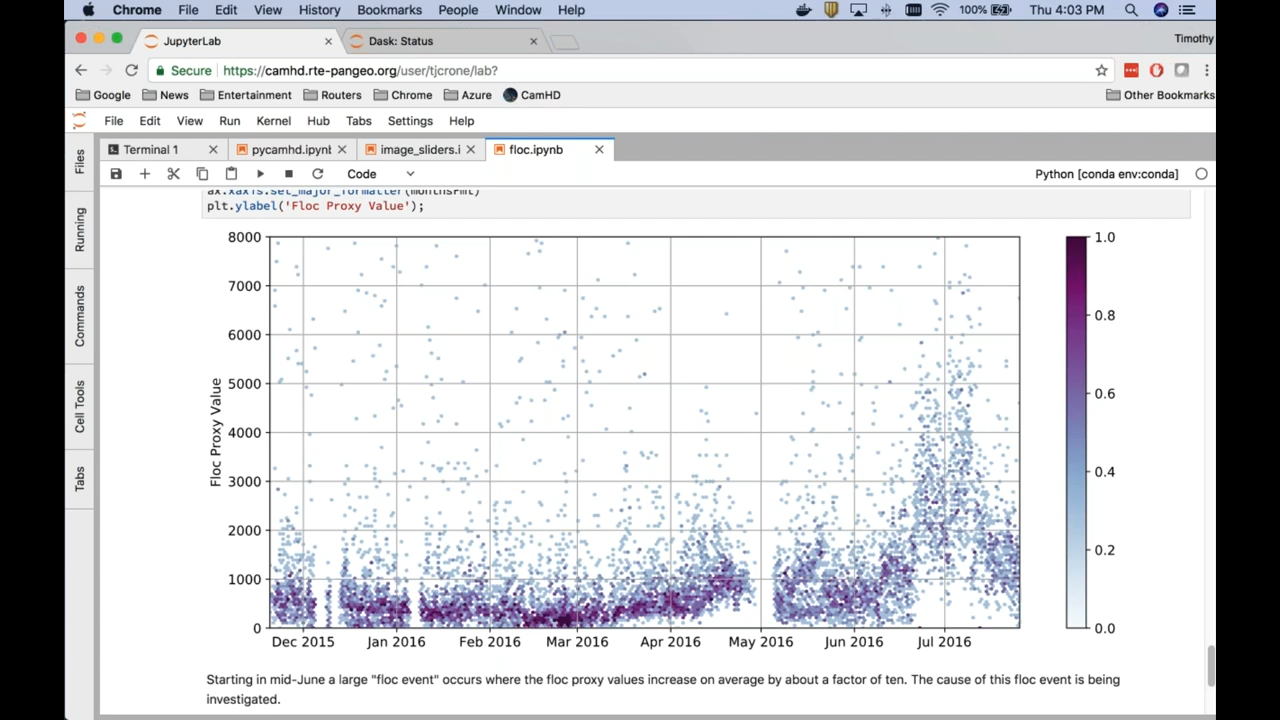 Chrome File Edit View History Bookmarks People Window Help 100% Thu 4:03 PM
JupyterLab Dask: Status Timothy
Secure https://camhd.rte-pangeo.org/user/tjcrone/lab?
Google News Entertainment Routers Chrome Azure CamHD Other Bookmarks
File Edit View Run Kernel Hub Tabs Settings Help
Terminal 1 pycamhd.ipynb image_sliders.i floc.ipynb
Code Python [conda env:conda]
Files
Running
Commands
Cell Tools
Tabs
ax.xaxis.set_major_formatter(monthsFmt)
plt.ylabel('Floc Proxy Value');
Floc Proxy Value
8000
7000
6000
5000
4000
3000
2000
1000
0
Dec 2015 Jan 2016 Feb 2016 Mar 2016 Apr 2016 May 2016 Jun 2016 Jul 2016
1.0
0.8
0.6
0.4
0.2
0.0
Starting in mid-June a large "floc event" occurs where the floc proxy values increase on average by about a factor of ten. The cause of this floc event is being
investigated.